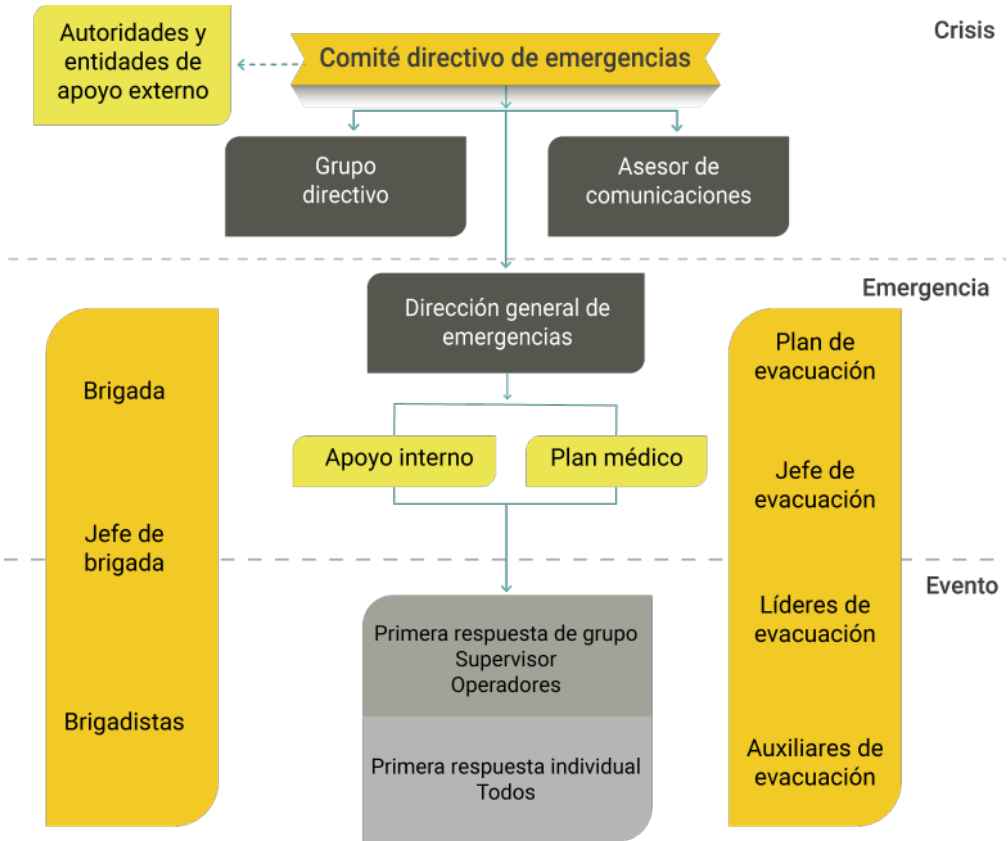 Crisis
Autoridades y
entidades de
apoyo externo
Comité directivo de emergencias
Grupo
directivo
Asesor de
comunicaciones
Emergencia
Dirección general de
emergencias
Brigada
Jefe de
brigada
Brigadistas
Apoyo interno
Plan médico
Plan de
evacuación
Jefe de
evacuación
Líderes de
evacuación
Auxiliares de
evacuación
Evento
Primera respuesta de grupo
Supervisor
Operadores
Primera respuesta individual
Todos